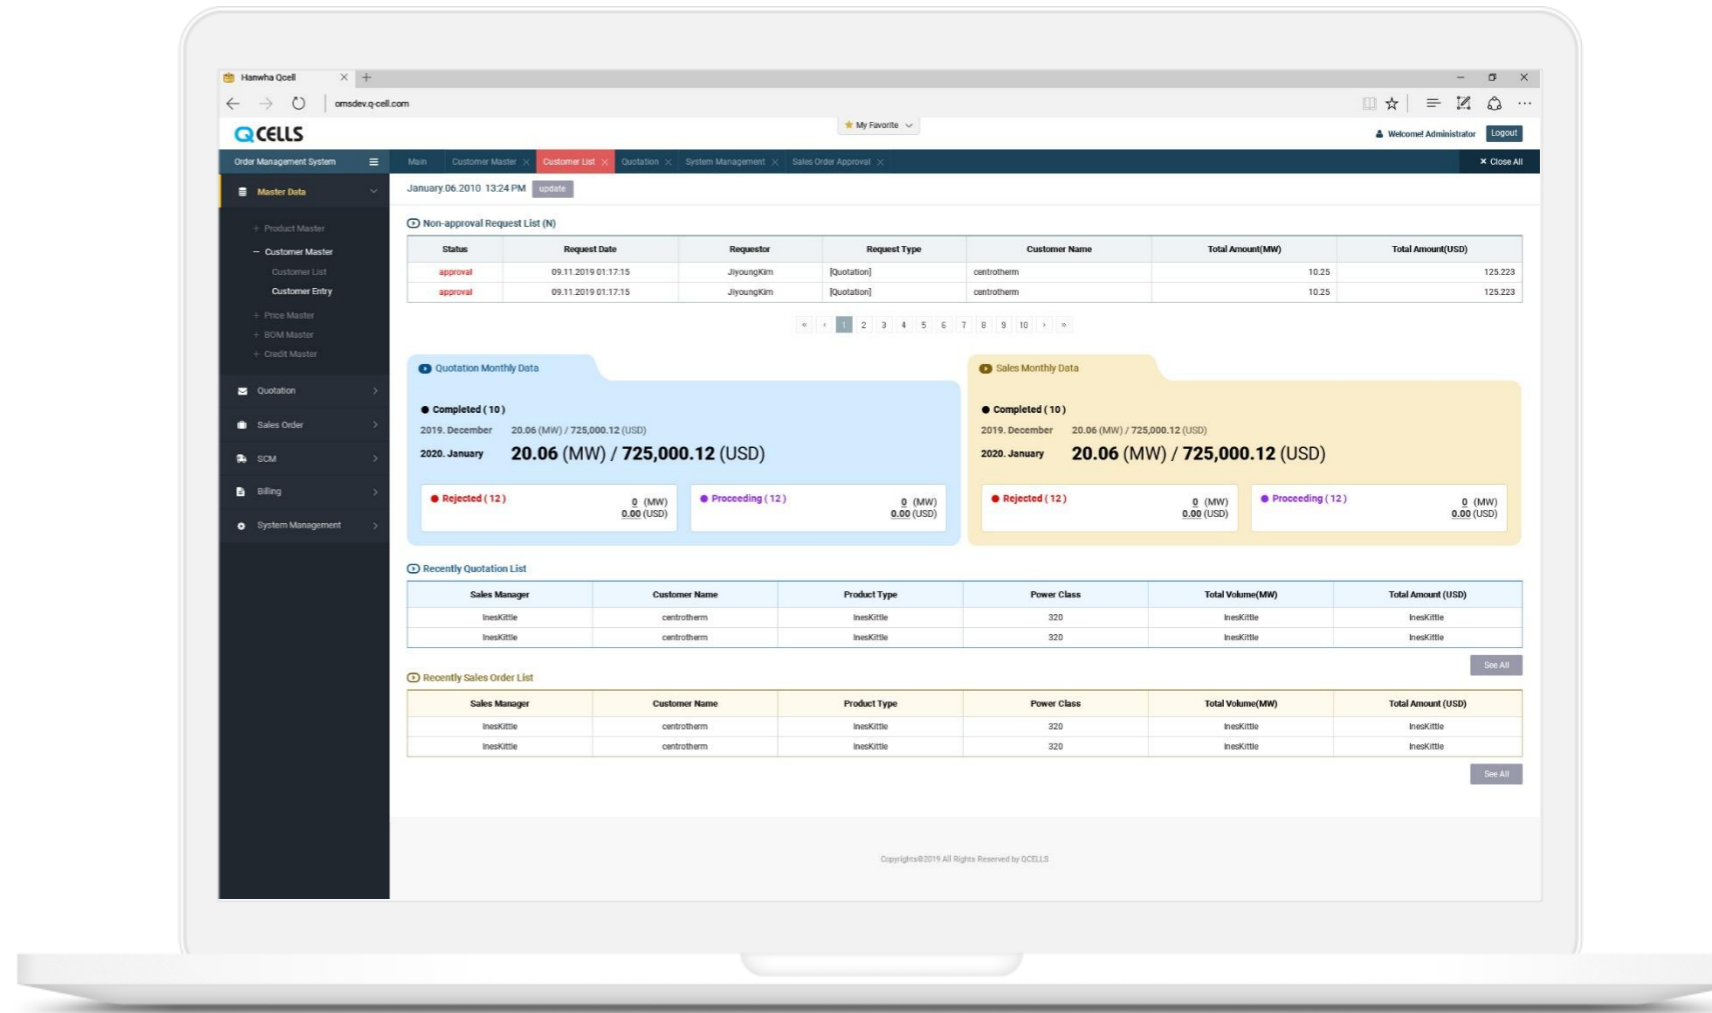 Hanwha Qcell
omsdev.q-cell.com
QCELLS
My Favorite
Welcome! Administrator Logout
Order Management System
Main Customer Master Customer List Quotation System Management Sales Order Approval
Close All
Master Data
Product Master
Customer Master
Customer List
Customer Entry
Price Master
BOM Master
Credit Master
Quotation
Sales Order
SCM
Billing
System Management
January.06.2010 13:24 PM update
Non-approval Request List (N)
Status Request Date Requestor Request Type Customer Name Total Amount(MW) Total Amount(USD)
approval 09.11.2019 01:17:15 JiyoungKim [Quotation] centrotherm 10.25 125.223
approval 09.11.2019 01:17:15 JiyoungKim [Quotation] centrotherm 10.25 125.223
« ‹ 1 2 3 4 5 6 7 8 9 10 › »
Quotation Monthly Data
Completed ( 10 )
2019. December 20.06 (MW) / 725,000.12 (USD)
2020. January 20.06 (MW) / 725,000.12 (USD)
Rejected ( 12 )
0 (MW)
0.00 (USD)
Proceeding ( 12 )
0 (MW)
0.00 (USD)
Sales Monthly Data
Completed ( 10 )
2019. December 20.06 (MW) / 725,000.12 (USD)
2020. January 20.06 (MW) / 725,000.12 (USD)
Rejected ( 12 )
0 (MW)
0.00 (USD)
Proceeding ( 12 )
0 (MW)
0.00 (USD)
Recently Quotation List
Sales Manager Customer Name Product Type Power Class Total Volume(MW) Total Amount (USD)
InesKittle centrotherm InesKittle 320 InesKittle InesKittle
InesKittle centrotherm InesKittle 320 InesKittle InesKittle
See All
Recently Sales Order List
Sales Manager Customer Name Product Type Power Class Total Volume(MW) Total Amount (USD)
InesKittle centrotherm InesKittle 320 InesKittle InesKittle
InesKittle centrotherm InesKittle 320 InesKittle InesKittle
See All
Copyrights©2019 All Rights Reserved by QCELLS